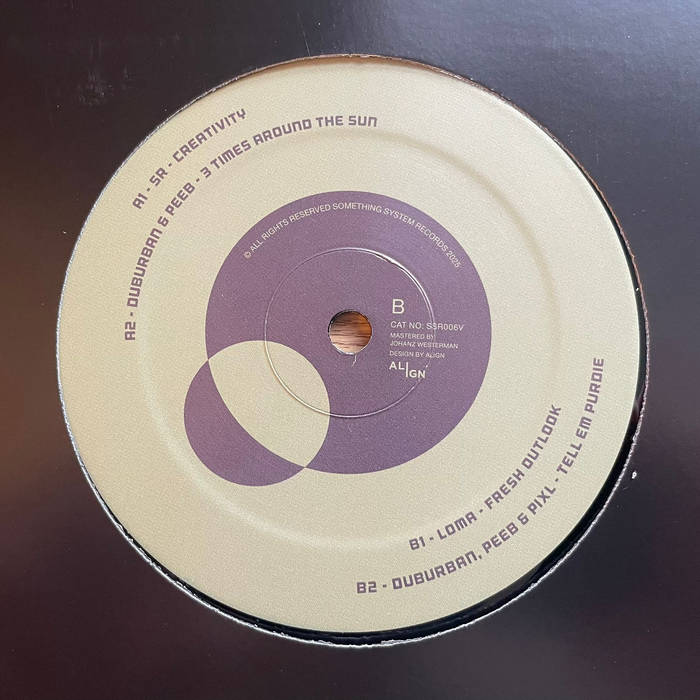 A1 - SR - CREATIVITY
A2 - DUBURBAN & PEEB - 3 TIMES AROUND THE SUN
© ALL RIGHTS RESERVED SOMETHING SYSTEM RECORDS 2025
B
CAT NO: SSR006V
MASTERED BY
JOHANZ WESTERMAN
DESIGN BY ALIGN
AL
IGN
B1 - LOMA - FRESH OUTLOOK
B2 - DUBURBAN, PEEB & PIXL - TELL EM PURDIE